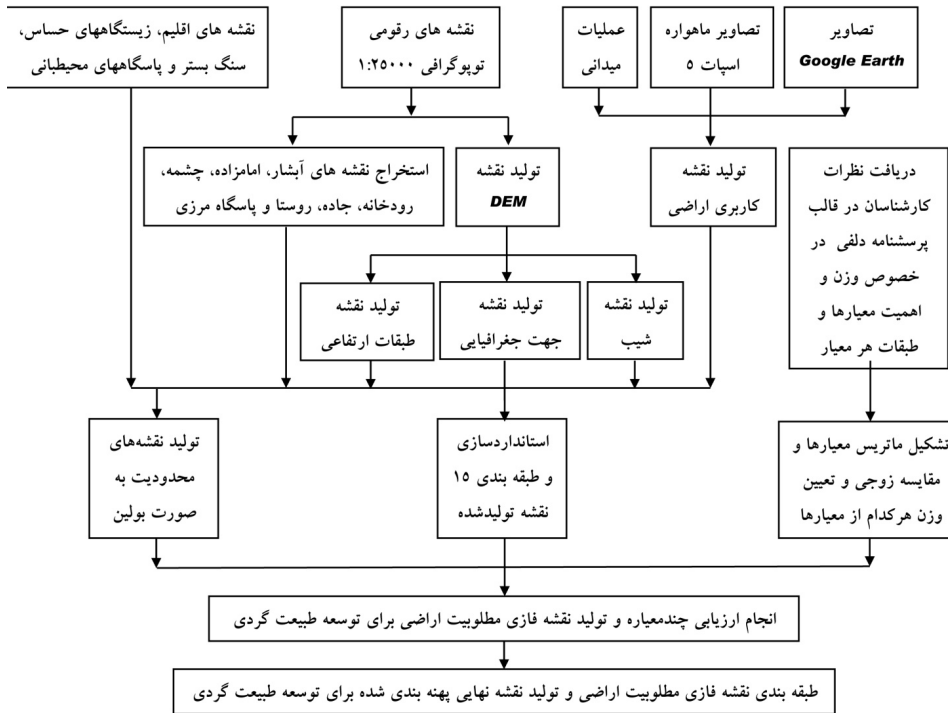 تصاویر
Google Earth
تصاویر ماهواره
اسپات ۵
عملیات
میدانی
نقشه های رقومی
توپوگرافی ۱:۲۵۰۰۰
نقشه های اقلیم، زیستگاههای حساس،
سنگ بستر و پاسگاههای محیطبانی
دریافت نظرات
کارشناسان در قالب
پرسشنامه دلفی در
خصوص وزن و
اهمیت معیارها و
طبقات هر معیار
تولید نقشه
کاربری اراضی
تولید نقشه
DEM
استخراج نقشه های آبشار، امامزاده، چشمه،
رودخانه، جاده، روستا و پاسگاه مرزی
تولید نقشه
شیب
تولید نقشه
جهت جغرافیایی
تولید نقشه
طبقات ارتفاعی
تشکیل ماتریس معیارها و
مقایسه زوجی و تعیین
وزن هرکدام از معیارها
استانداردسازی
و طبقه بندی ۱۵
نقشه تولیدشده
تولید نقشه‌های
محدودیت به
صورت بولین
انجام ارزیابی چندمعیاره و تولید نقشه فازی مطلوبیت اراضی برای توسعه طبیعت گردی
طبقه بندی نقشه فازی مطلوبیت اراضی و تولید نقشه نهایی پهنه بندی شده برای توسعه طبیعت گردی